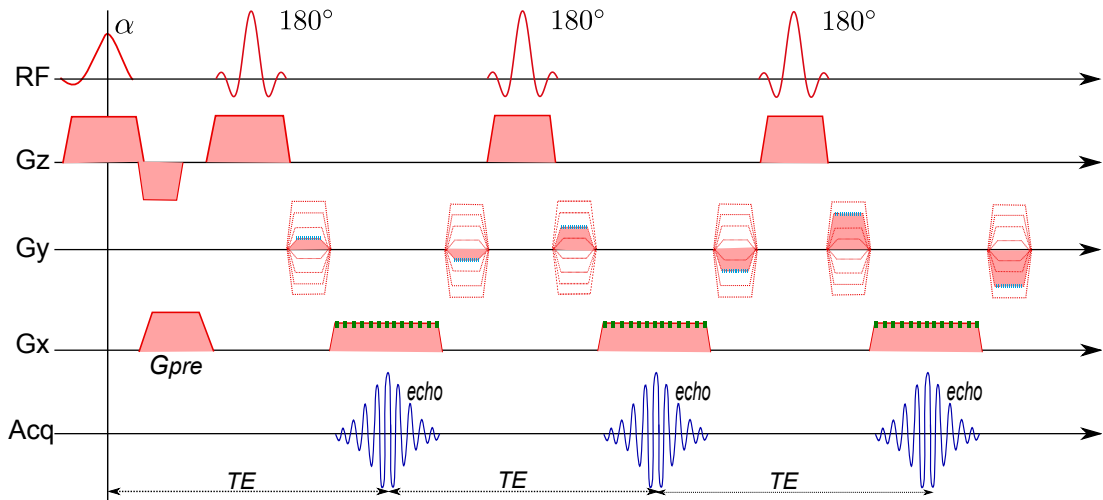 α 180° 180° 180°
RF
Gz
Gy
Gx
Gpre
echo echo echo
Acq
TE TE TE